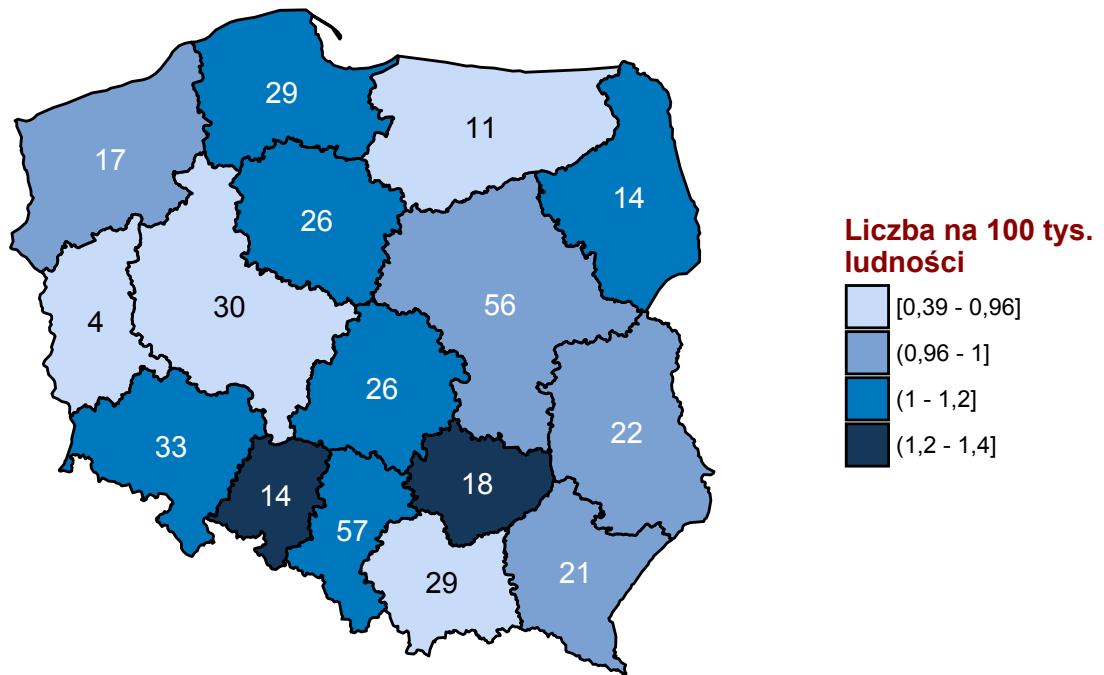 29
11
17
14
26
Liczba na 100 tys.
ludności
[0,39 - 0,96]
(0,96 - 1]
(1 - 1,2]
(1,2 - 1,4]
30
56
4
26
22
33
18
14
57
21
29